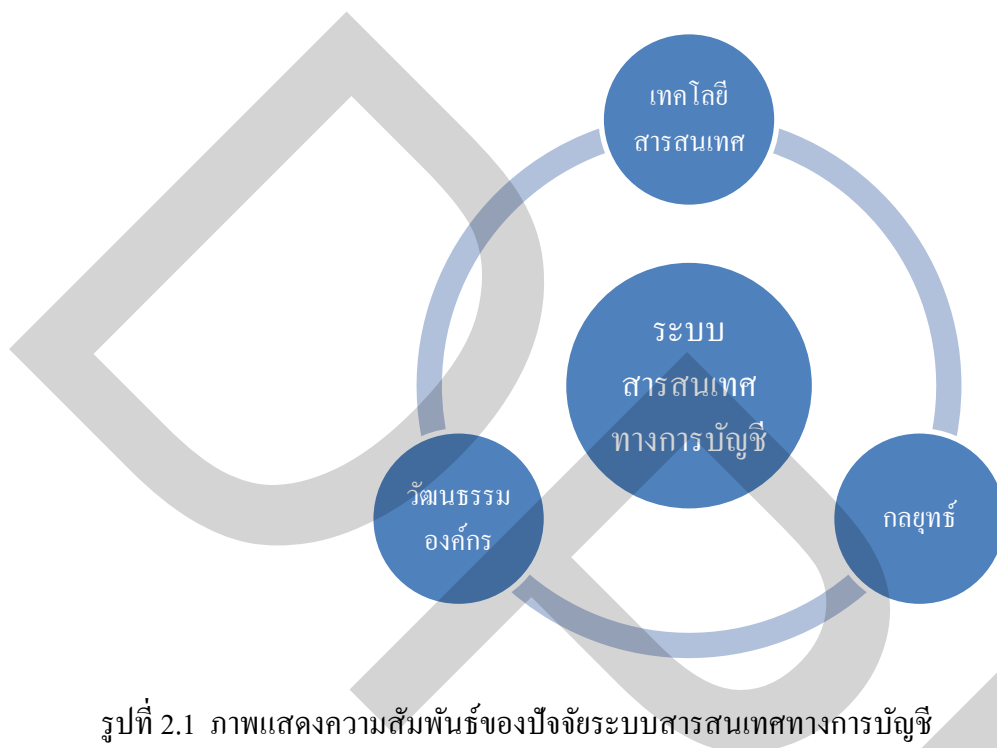 เทคโลยี
สารสนเทศ
ระบบ
สารสนเทศ
ทางการบัญชี
วัฒนธรรม
องค์กร
กลยุทธ์
รูปที่ 2.1 ภาพแสดงความสัมพันธ์ของปัจจัยระบบสารสนเทศทางการบัญชี